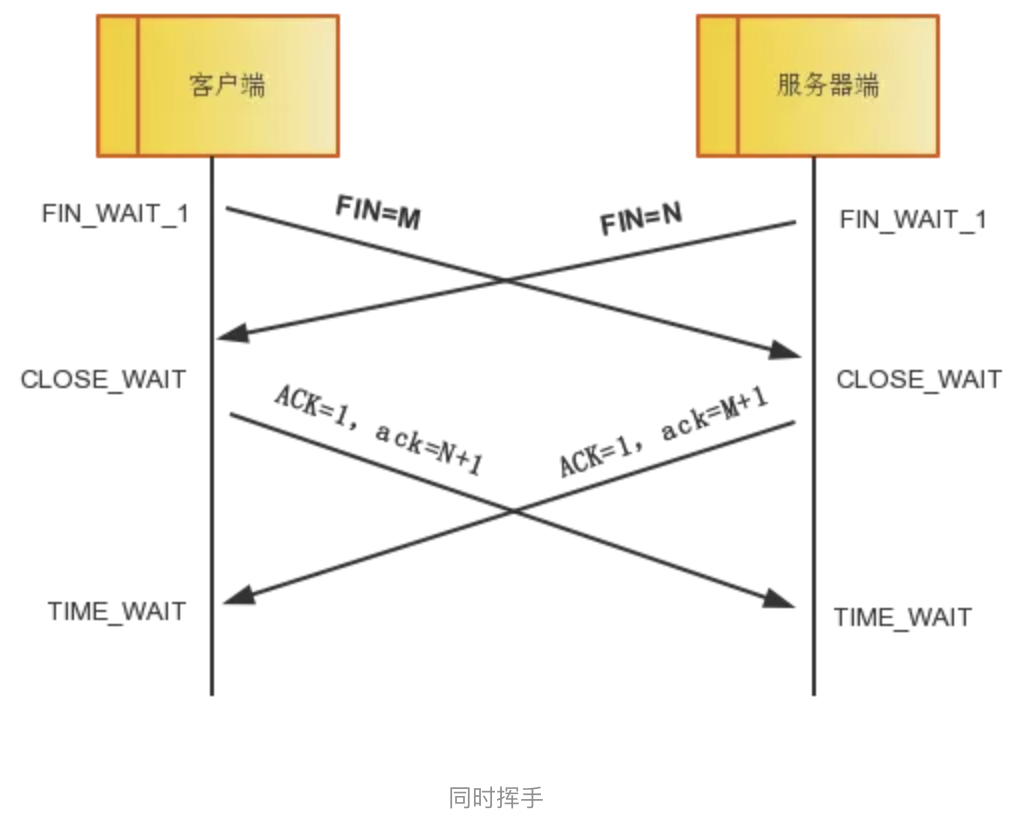 客户端
服务器端
FIN_WAIT_1
FIN=M
FIN=N
FIN_WAIT_1
CLOSE_WAIT
CLOSE_WAIT
ACK=1, ack=N+1
ACK=1, ack=M+1
TIME_WAIT
TIME_WAIT
同时挥手